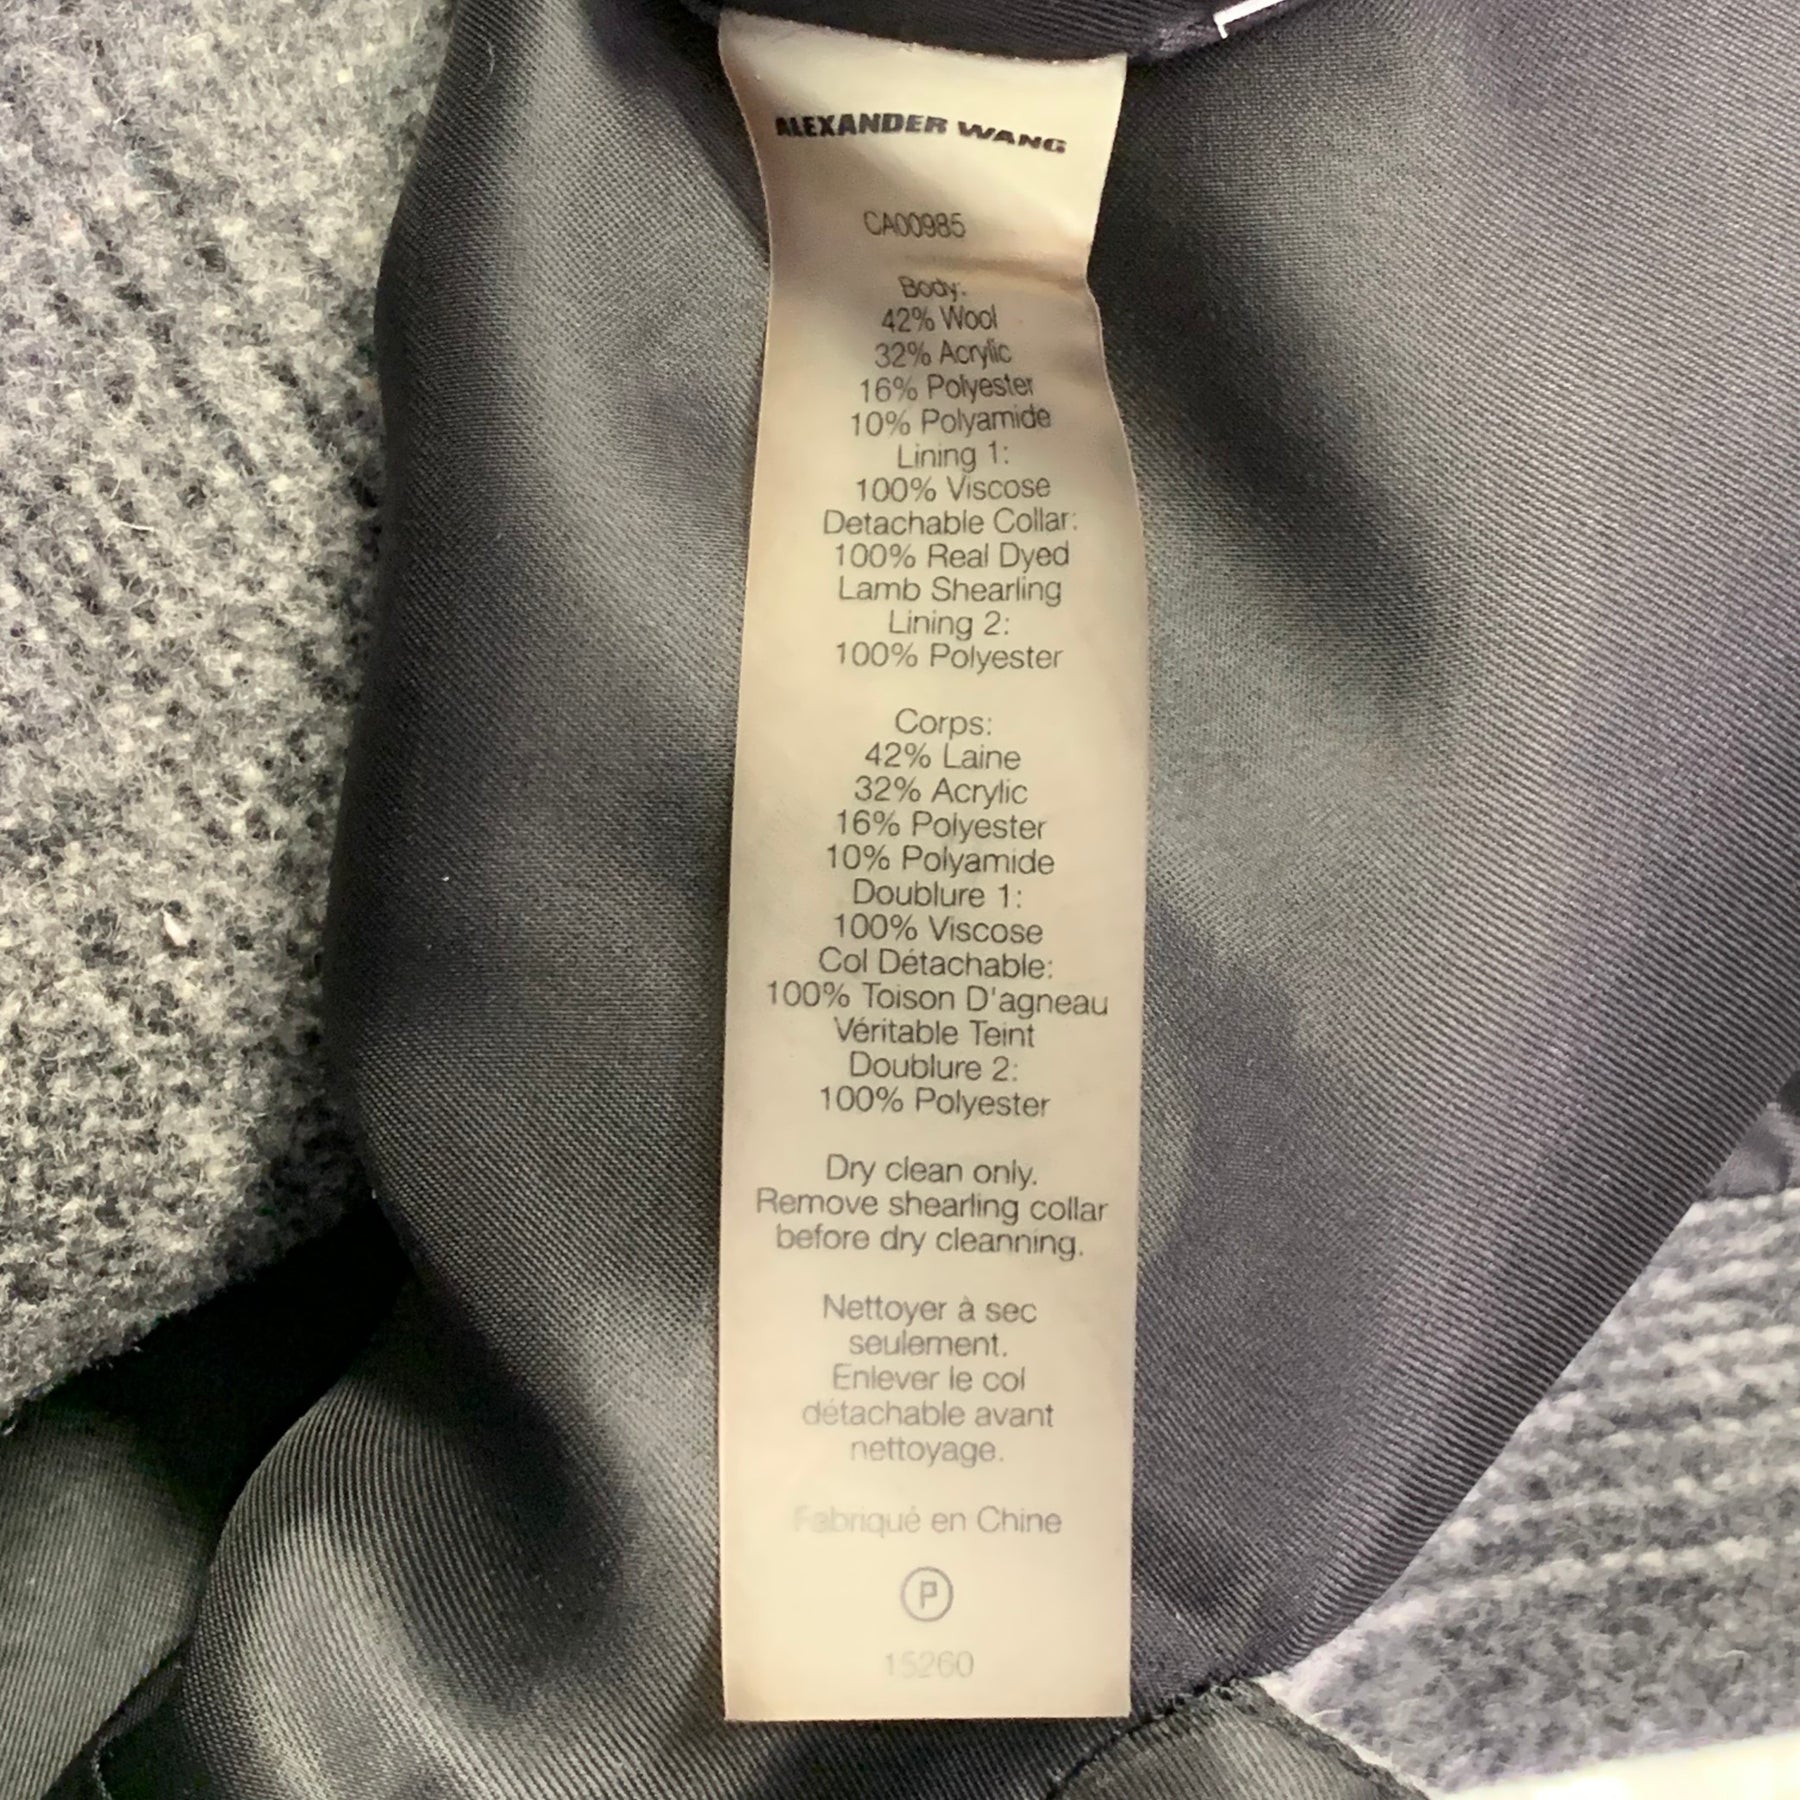 ALEXANDER WANG
CA00985
Body:
42% Wool
32% Acrylic
16% Polyester
10% Polyamide
Lining 1:
100% Viscose
Detachable Collar:
100% Real Dyed
Lamb Shearling
Lining 2:
100% Polyester
Corps:
42% Laine
32% Acrylic
16% Polyester
10% Polyamide
Doublure 1:
100% Viscose
Col Détachable:
100% Toison D'agneau
Véritable Teint
Doublure 2:
100% Polyester
Dry clean only.
Remove shearling collar
before dry cleanning.
Nettoyer à sec
seulement.
Enlever le col
détachable avant
nettoyage.
Fabriqué en Chine
P
15260